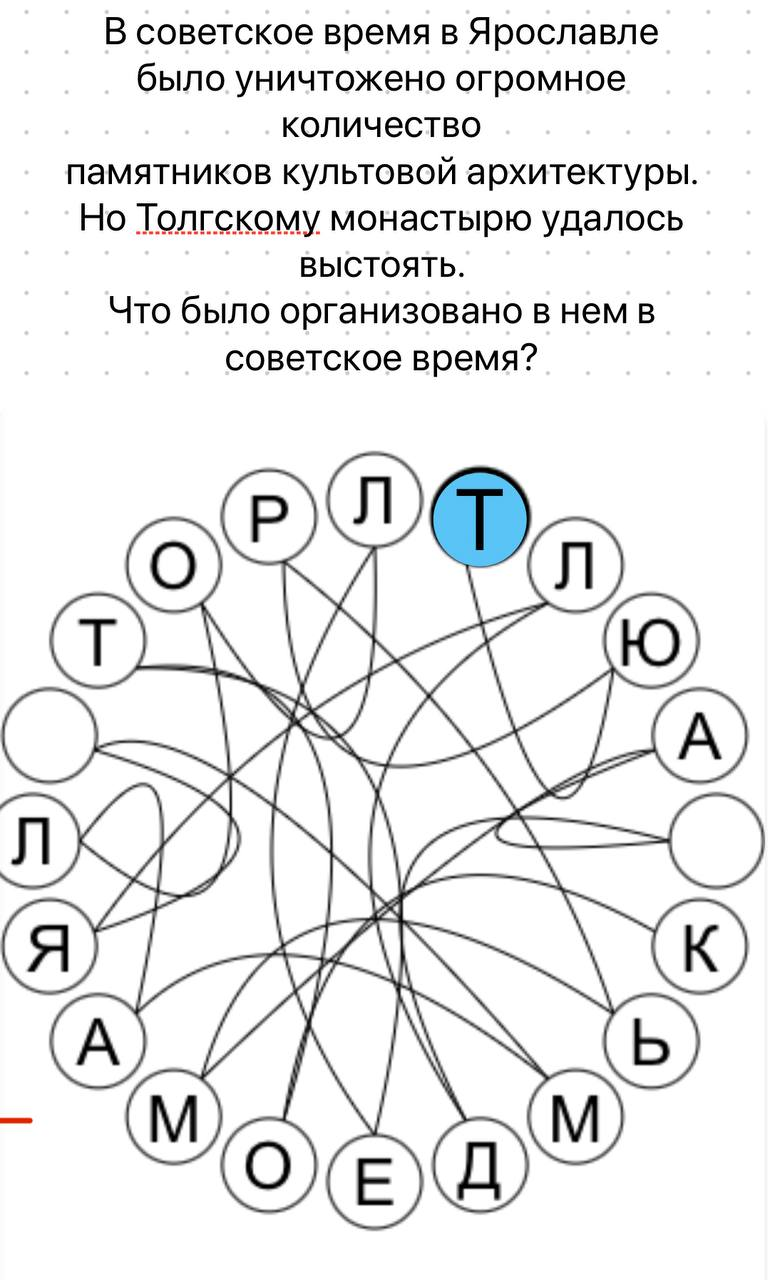 В советское время в Ярославле
было уничтожено огромное
количество
памятников культовой архитектуры.
Но Толгскому монастырю удалось
выстоять.
Что было организовано в нем в
советское время?
Л
Т
Л
Ю
А
К
Ь
М
Д
Е
О
М
А
Я
Л
Т
О
Р